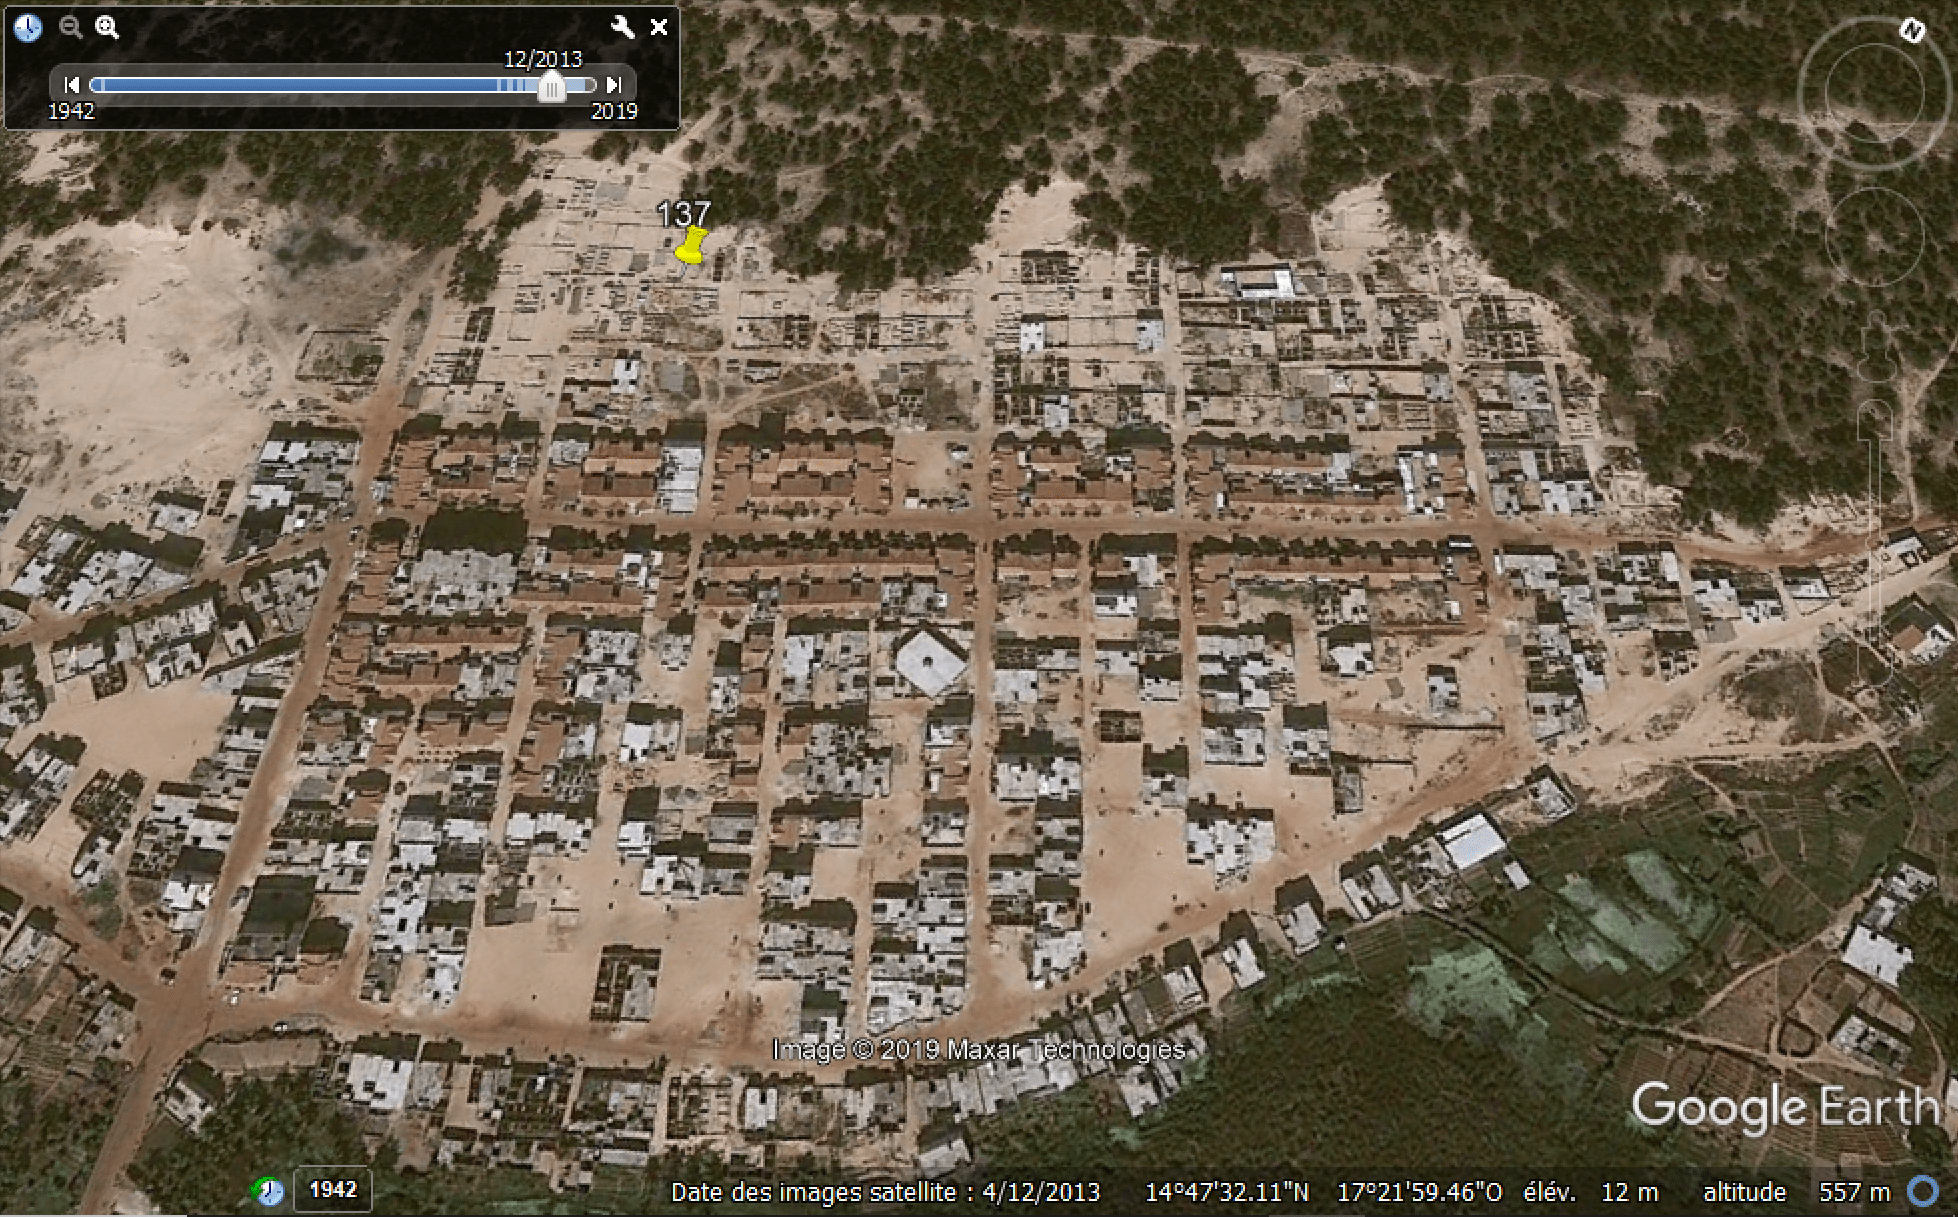 12/2013
1942
2019
137
N
Image © 2019 Maxar Technologies
Google Earth
1942
Date des images satellite : 4/12/2013 14°47'32.11"N 17°21'59.46"O élév. 12 m altitude 557 m